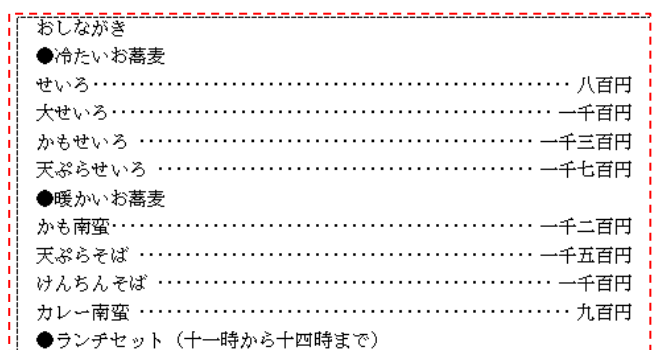 おしながき
●冷たいお蕎麦
せいろ・・・・・・・・・・・・・・・・・・・・・・・・・・・・・・・・・・・・・・・・・・・・・・・・・・・・八百円
大せいろ・・・・・・・・・・・・・・・・・・・・・・・・・・・・・・・・・・・・・・・・・・・・・・・・・一千百円
かもせいろ ・・・・・・・・・・・・・・・・・・・・・・・・・・・・・・・・・・・・・・・・・・・・・・一千三百円
天ぷらせいろ ・・・・・・・・・・・・・・・・・・・・・・・・・・・・・・・・・・・・・・・・・・・・一千七百円
●暖かいお蕎麦
かも南蛮・・・・・・・・・・・・・・・・・・・・・・・・・・・・・・・・・・・・・・・・・・・・・・・一千二百円
天ぷらそば ・・・・・・・・・・・・・・・・・・・・・・・・・・・・・・・・・・・・・・・・・・・・・・一千五百円
けんちんそば ・・・・・・・・・・・・・・・・・・・・・・・・・・・・・・・・・・・・・・・・・・・・・一千百円
カレー南蛮 ・・・・・・・・・・・・・・・・・・・・・・・・・・・・・・・・・・・・・・・・・・・・・・・・・九百円
●ランチセット（十一時から十四時まで）